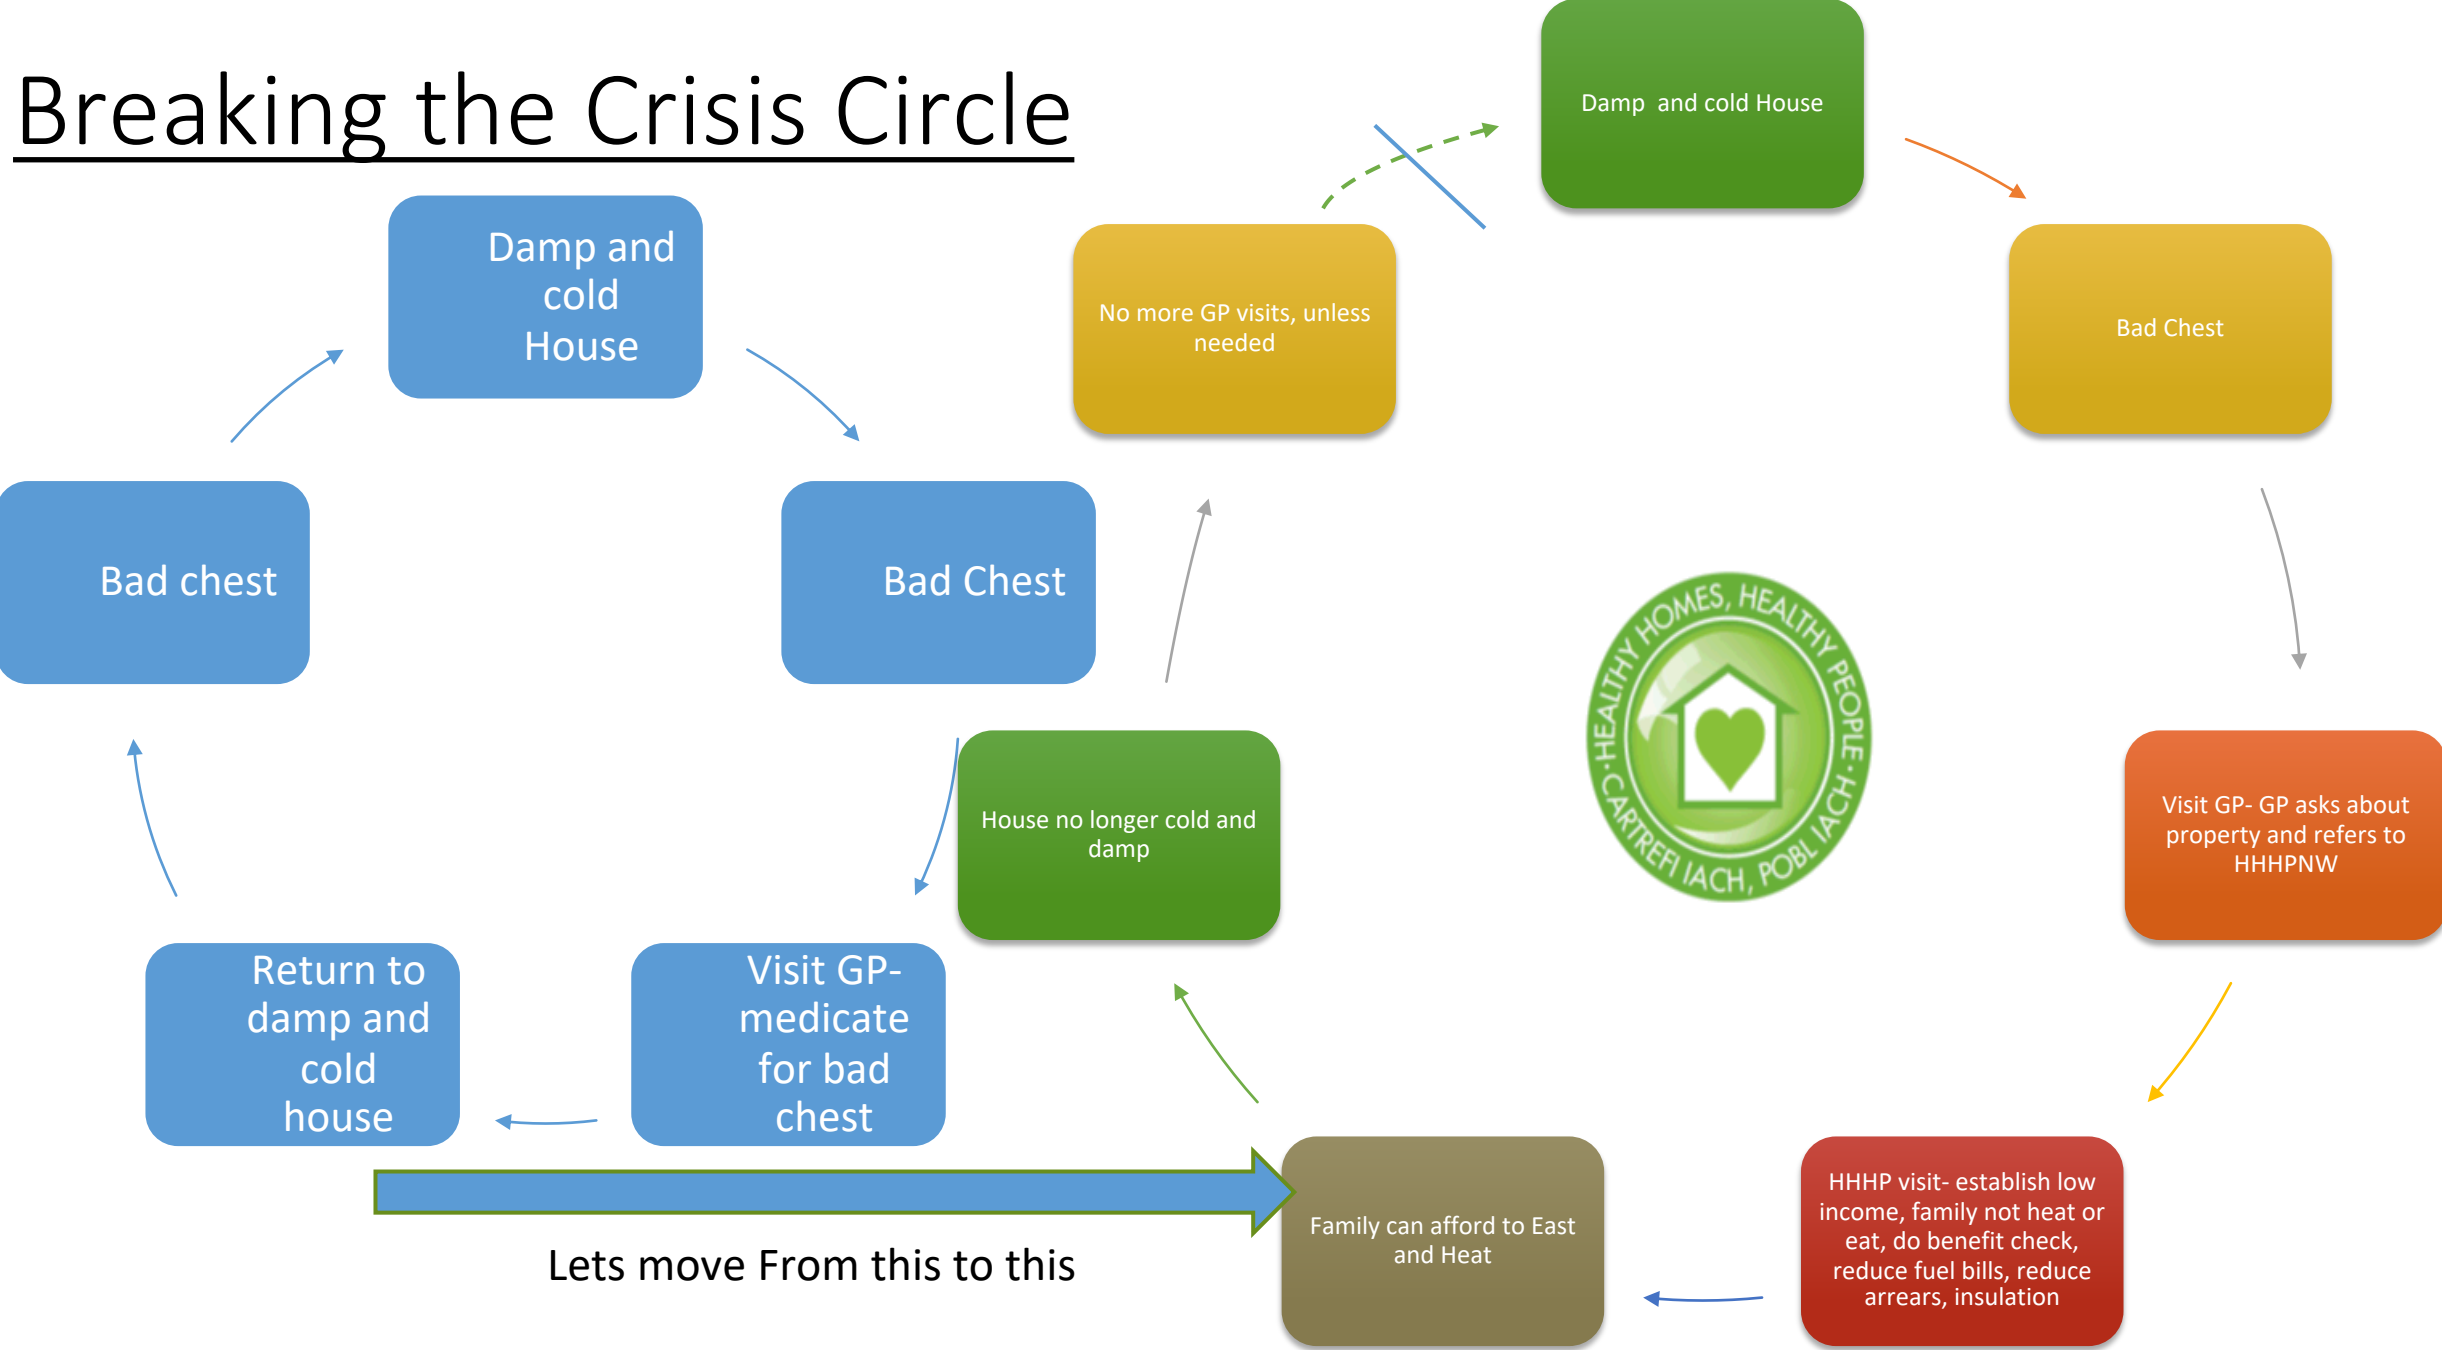 Breaking the Crisis Circle
Damp and
cold
House
Bad Chest
Visit GP-
medicate
for bad
chest
Return to
damp and
cold
house
Bad chest
Lets move From this to this
Damp  and cold House
Bad Chest
Visit GP- GP asks about
property and refers to
HHHPNW
HHHP visit- establish low
income, family not heat or
eat, do benefit check,
reduce fuel bills, reduce
arrears, insulation
Family can afford to East
and Heat
House no longer cold and
damp
No more GP visits, unless
needed
·HEALTHY HOMES, HEALTHY PEOPLE·
CARTREFI IACH, POBL IACH